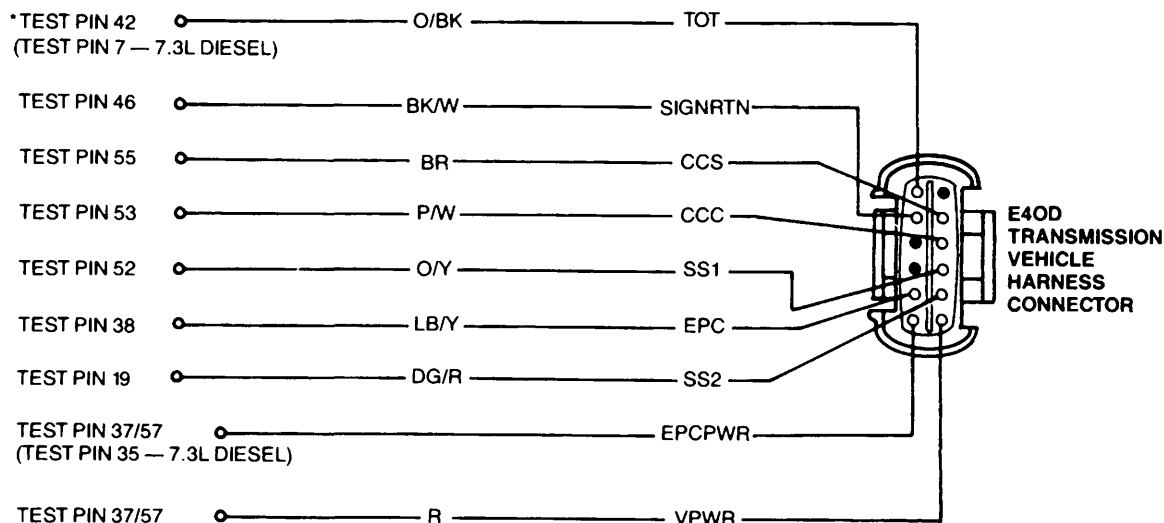 *TEST PIN 42 O/BK TOT
(TEST PIN 7 — 7.3L DIESEL)
TEST PIN 46 BK/W SIGNRTN
TEST PIN 55 BR CCS
TEST PIN 53 P/W CCC
TEST PIN 52 O/Y SS1
TEST PIN 38 LB/Y EPC
TEST PIN 19 DG/R SS2
TEST PIN 37/57 EPCPWR
(TEST PIN 35 — 7.3L DIESEL)
TEST PIN 37/57 R VPWR
E4OD
TRANSMISSION
VEHICLE
HARNESS
CONNECTOR